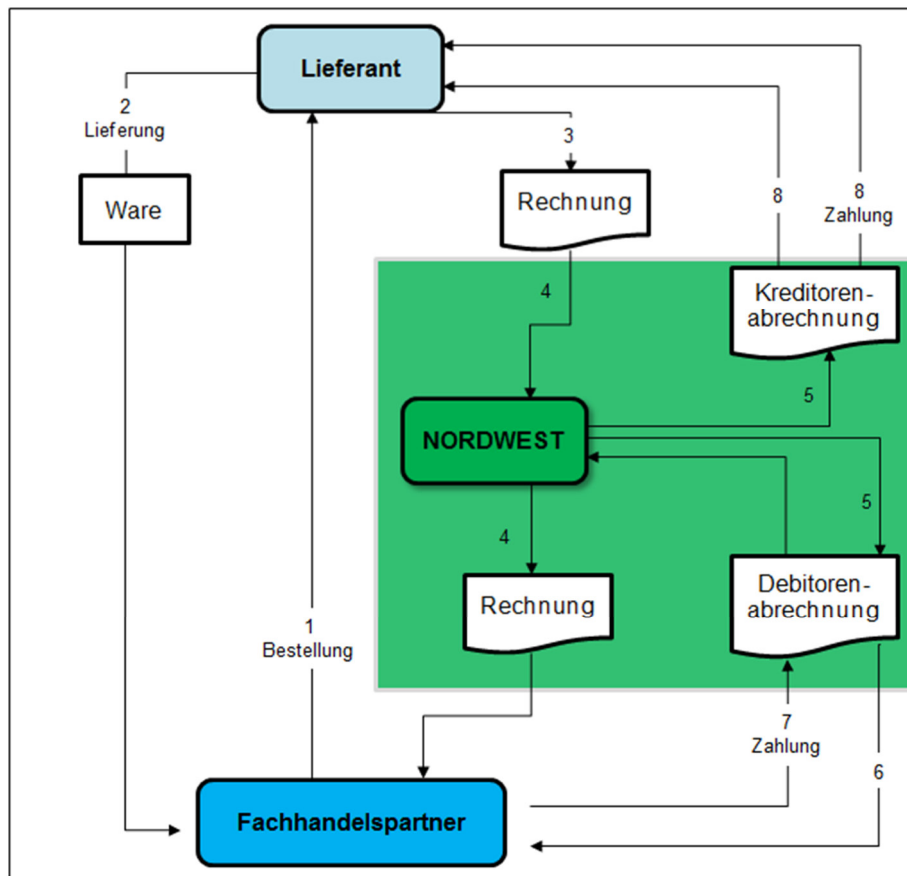 Lieferant
2
Lieferung
3
Ware
Rechnung
8
8
Zahlung
4
Kreditoren-
abrechnung
5
NORDWEST
4
5
Rechnung
Debitoren-
abrechnung
1
Bestellung
7
Zahlung
6
Fachhandelspartner